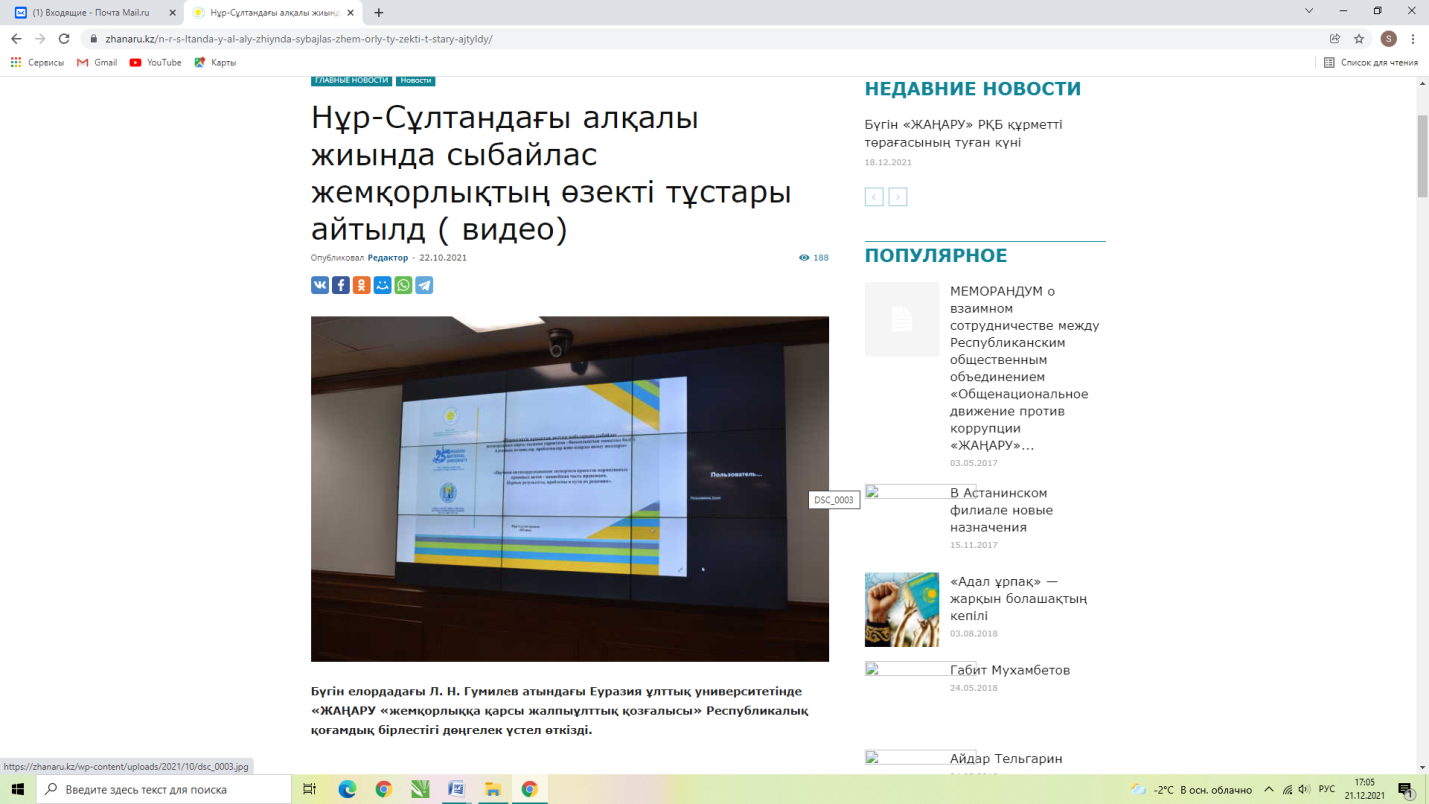 (1) Входящие - Почта Mail.ru
Нұр-Сұлтандағы алқалы жиынд
zhanaru.kz/n-r-s-ltanda-y-al-aly-zhiynda-sybajlas-zhem-orly-ty-zekti-t-stary-ajtyldy/
S
Сервисы
Gmail
YouTube
Карты
Список для чтения
ГЛАВНЫЕ НОВОСТИ
Новости
Нұр-Сұлтандағы алқалы
жиында сыбайлас
жемқорлықтың өзекті тұстары
айтылд ( видео)
Опубликовал Редактор - 22.10.2021
188
Пользователь...
DSC_0003
Бүгін елордадағы Л. Н. Гумилев атындағы Еуразия ұлттық университетінде
«ЖАҢАРУ «жемқорлыққа қарсы жалпыұлттық қозғалысы» Республикалық
қоғамдық бірлестігі дөңгелек үстел өткізді.
НЕДАВНИЕ НОВОСТИ
Бүгін «ЖАҢАРУ» РҚБ құрметті
төрағасының туған күні
18.12.2021
ПОПУЛЯРНОЕ
МЕМОРАНДУМ о
взаимном
сотрудничестве между
Республиканским
общественным
объединением
«Общенациональное
движение против
коррупции
«ЖАҢАРУ»...
03.05.2017
В Астанинском
филиале новые
назначения
15.11.2017
«Адал ұрпақ» —
жарқын болашақтың
кепілі
03.08.2018
Габит Мухамбетов
24.05.2018
Айдар Тельгарин
https://zhanaru.kz/wp-content/uploads/2021/10/dsc_0003.jpg
Введите здесь текст для поиска
-2°C В осн. облачно
РУС
17:05
21.12.2021
1